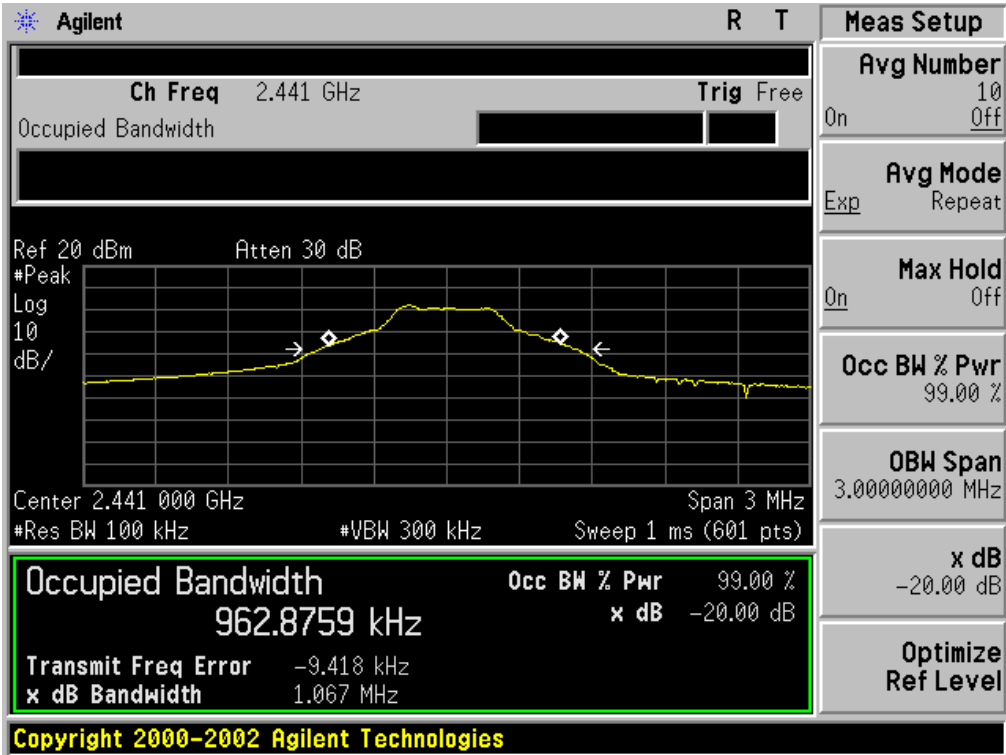 Agilent R T
Ch Freq 2.441 GHz Trig Free
Occupied Bandwidth
Ref 20 dBm Atten 30 dB
#Peak
Log
10
dB/
Center 2.441 000 GHz Span 3 MHz
#Res BW 100 kHz #VBW 300 kHz Sweep 1 ms (601 pts)
Occupied Bandwidth
962.8759 kHz
Occ BW % Pwr 99.00 %
x dB -20.00 dB
Transmit Freq Error -9.418 kHz
x dB Bandwidth 1.067 MHz
Copyright 2000-2002 Agilent Technologies
Meas Setup
Avg Number
10
On Off
Avg Mode
Exp Repeat
Max Hold
On Off
Occ BW % Pwr
99.00 %
OBW Span
3.00000000 MHz
x dB
-20.00 dB
Optimize
Ref Level